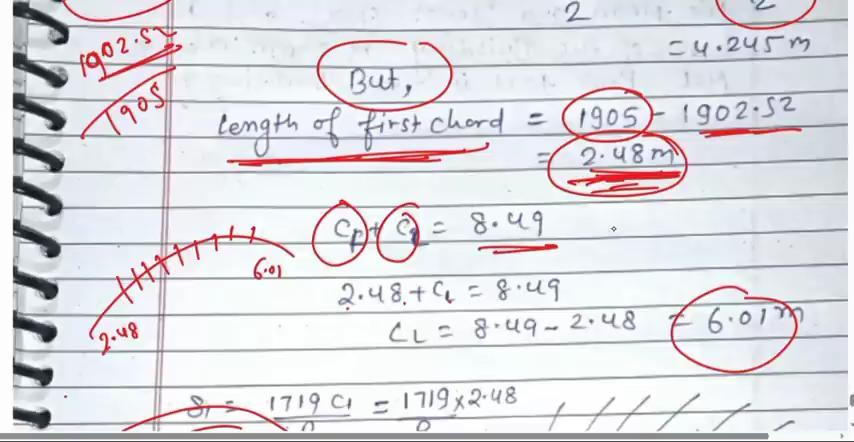 2
2
= 4.245 m
1902.52
1905
But,
Length of first chord = 1905 - 1902.52
= 2.48 m
CF + CL = 8.49
6.01
2.48
2.48 + CL = 8.49
CL = 8.49 - 2.48 = 6.01 m
δ1 = 1719 C1 = 1719 × 2.48